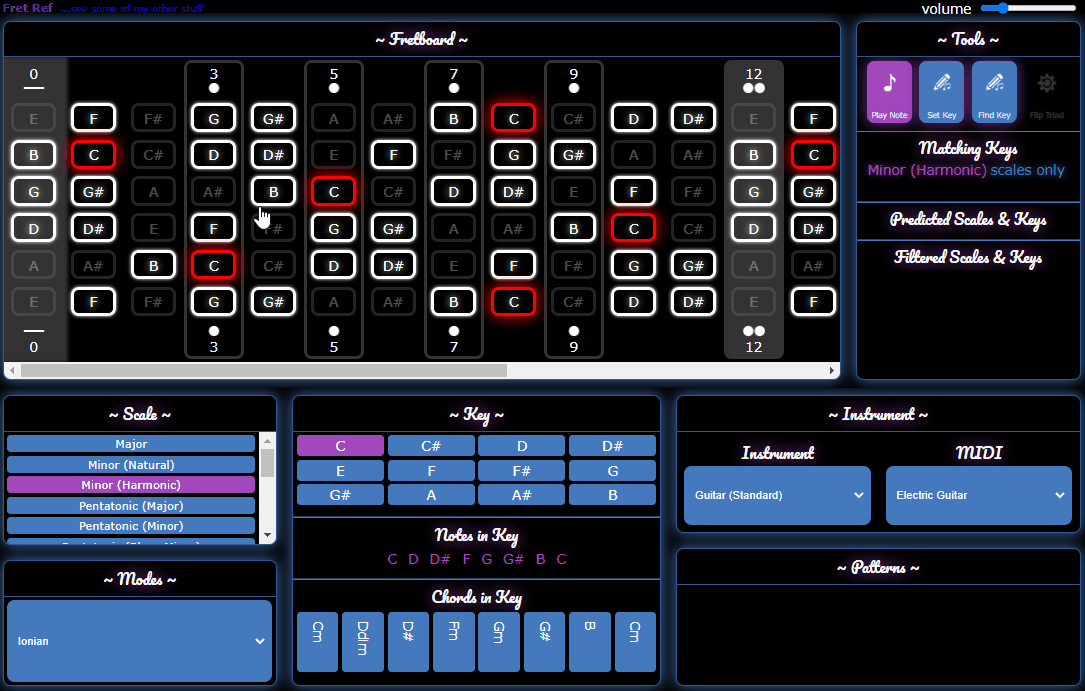 Fret Ref ...see some of my other stuff
volume
~ Fretboard ~
0 3 5 7 9 12
E F F# G G# A A# B C C# D D# E F
B C C# D D# E F F# G G# A A# B C
G G# A A# B C C# D D# E F F# G G#
D D# E F F# G G# A A# B C C# D D#
A A# B C C# D D# E F F# G G# A A#
E F F# G G# A A# B C C# D D# E F
0 3 5 7 9 12
~ Tools ~
Play Note Set Key Find Key Flip Triad
Matching Keys
Minor (Harmonic) scales only
Predicted Scales & Keys
Filtered Scales & Keys
~ Scale ~
Major
Minor (Natural)
Minor (Harmonic)
Pentatonic (Major)
Pentatonic (Minor)
~ Modes ~
Ionian
~ Key ~
C C# D D#
E F F# G
G# A A# B
Notes in Key
C D D# F G G# B C
Chords in Key
Cm Ddim D# Fm Gm G# B Cm
~ Instrument ~
Instrument MIDI
Guitar (Standard) Electric Guitar
~ Patterns ~